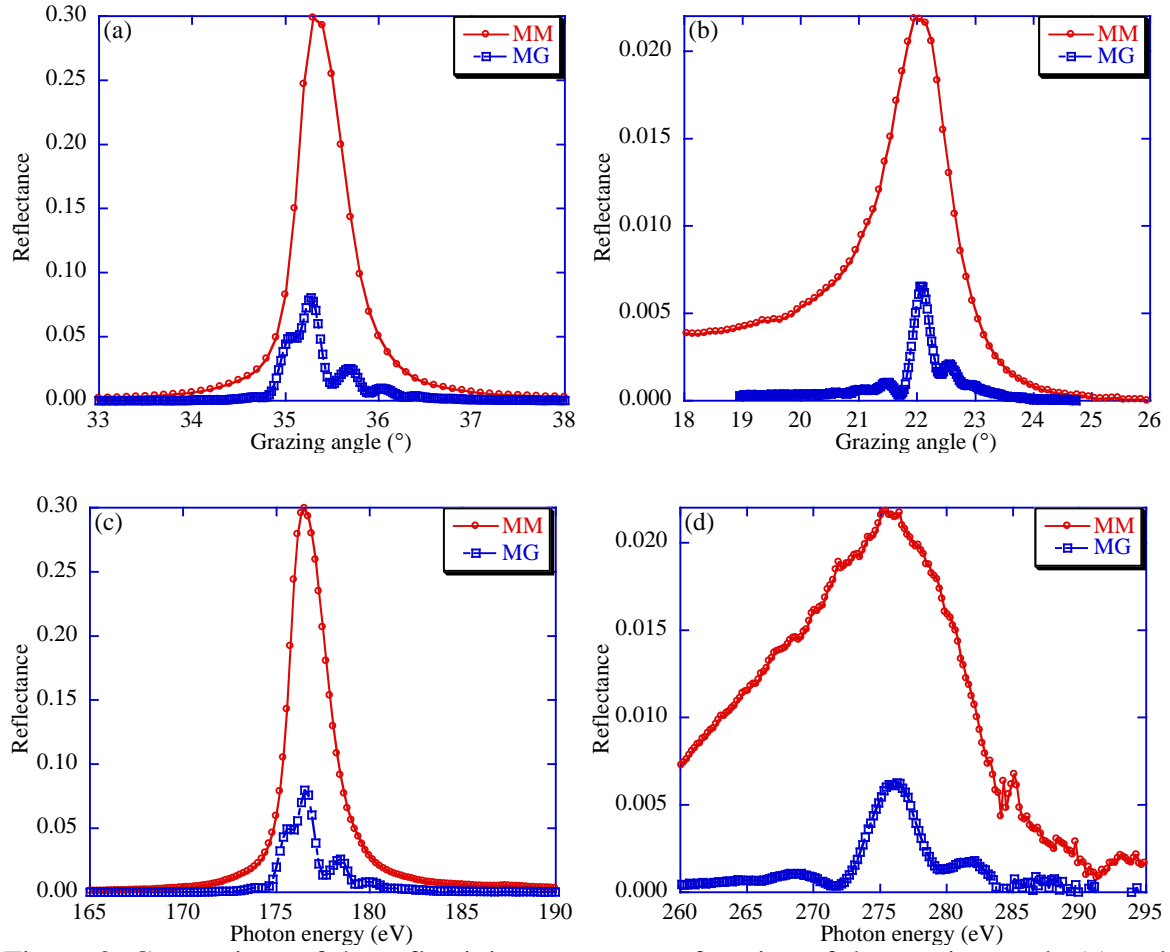 (a)
MM
MG
0.30
0.25
0.20
0.15
0.10
0.05
0.00
Reflectance
33 34 35 36 37 38
Grazing angle (°)
(b)
MM
MG
0.020
0.015
0.010
0.005
0.000
Reflectance
18 19 20 21 22 23 24 25 26
Grazing angle (°)
(c)
MM
MG
0.30
0.25
0.20
0.15
0.10
0.05
0.00
Reflectance
165 170 175 180 185 190
Photon energy (eV)
(d)
MM
MG
0.020
0.015
0.010
0.005
0.000
Reflectance
260 265 270 275 280 285 290 295
Photon energy (eV)